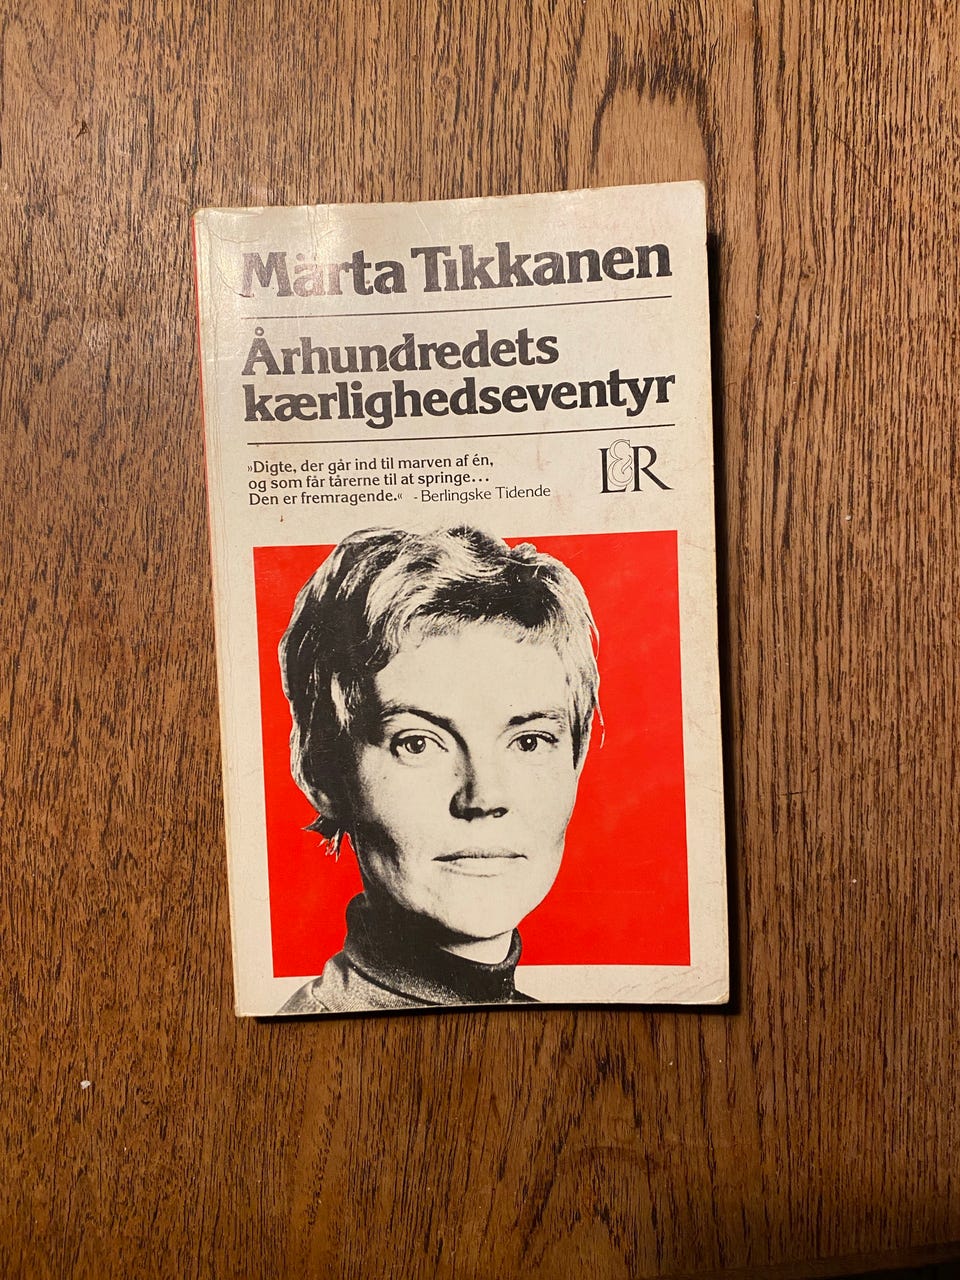 Märta Tikkanen
Århundredets
kærlighedseventyr
»Digte, der går ind til marven af én,
og som får tårerne til at springe...
Den er fremragende.« - Berlingske Tidende
L&R